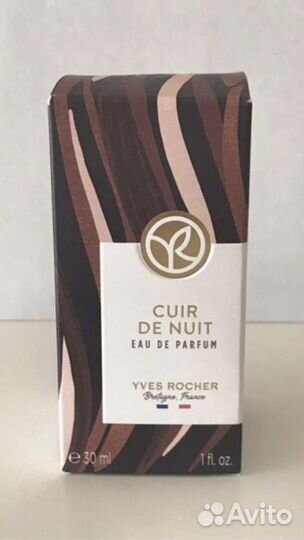 CUIR
DE NUIT
EAU DE PARFUM
YVES ROCHER
Bretagne, France
℮ 30 ml 1 fl. oz.
Avito